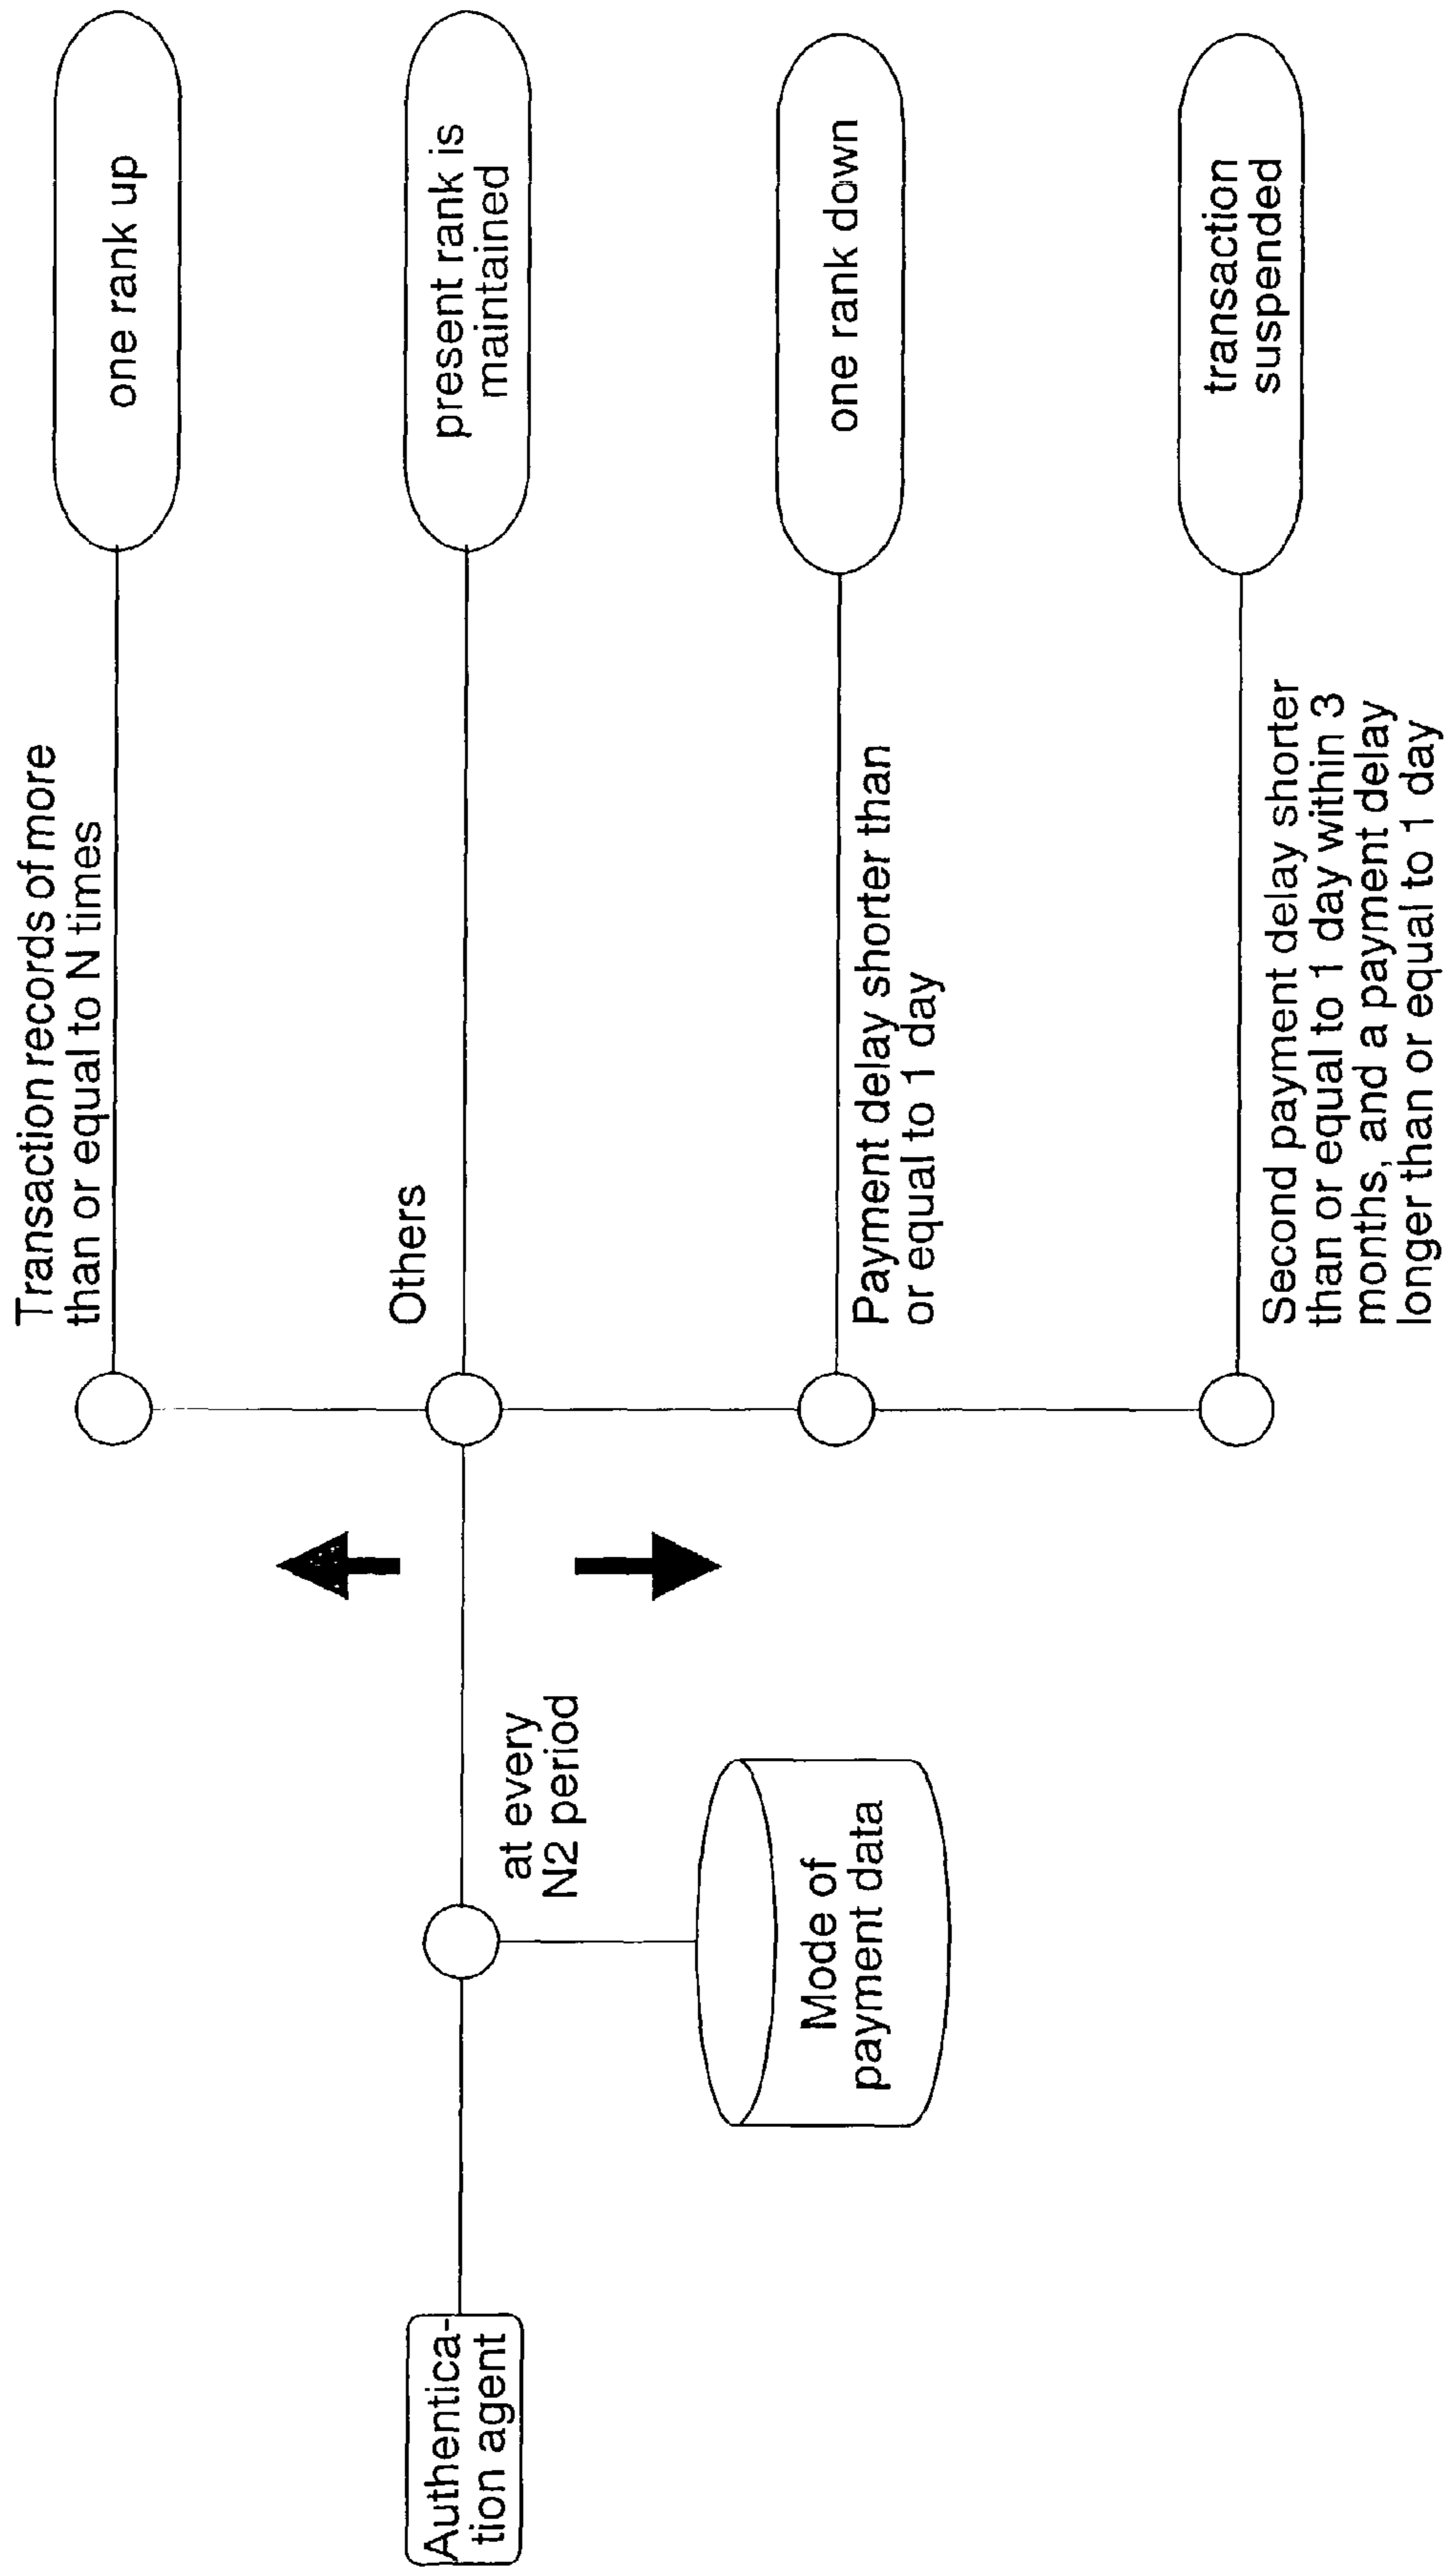 Authentica-
tion agent
at every
N2 period
Mode of
payment data
Transaction records of more
than or equal to N times
one rank up
Others
present rank is
maintained
Payment delay shorter than
or equal to 1 day
one rank down
Second payment delay shorter
than or equal to 1 day within 3
months, and a payment delay
longer than or equal to 1 day
transaction
suspended